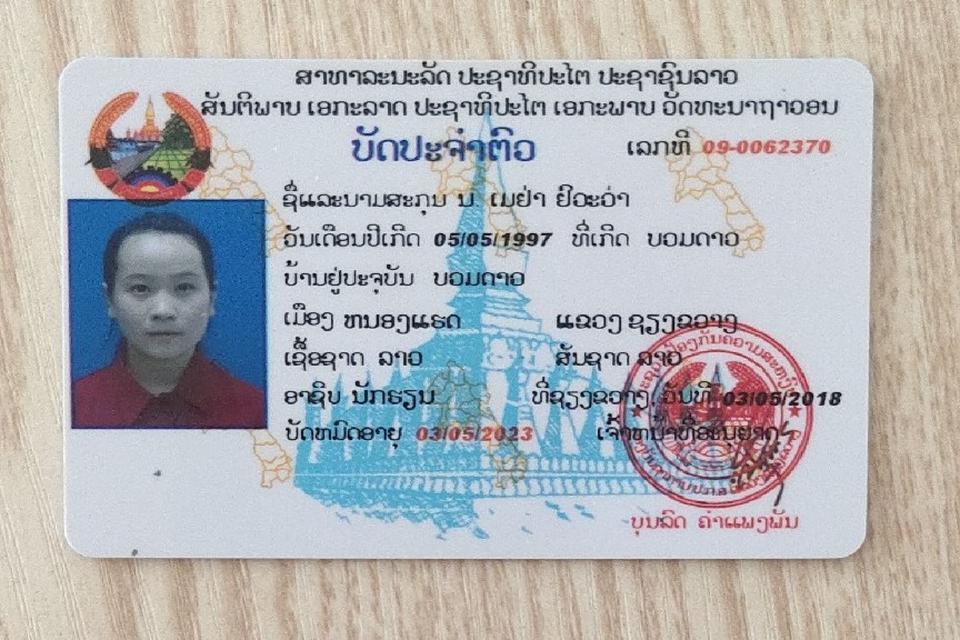 ສາທາລະນະລັດ ປະຊາທິປະໄຕ ປະຊາຊົນລາວ
ສັນຕິພາບ ເອກະລາດ ປະຊາທິປະໄຕ ເອກະພາບ ວັດທະນາຖາວອນ
ບັດປະຈຳຕົວ ເລກທີ 09-0062370
ຊື່ແລະນາມສະກຸນ ນ. ເມຢ່າ ຢົວະວ່າ
ວັນເດືອນປີເກີດ 05/05/1997 ທີ່ເກີດ ບອມດາວ
ບ້ານຢູ່ປະຈຸບັນ ບອມດາວ
ເມືອງ ຫນອງແຮດ ແຂວງ ຊຽງຂວາງ
ເຊື້ອຊາດ ລາວ ສັນຊາດ ລາວ
ອາຊິບ ນັກຮຽນ ທີ່ຊຽງຂວາງ, ວັນທີ 03/05/2018
ບັດຫມົດອາຍຸ 03/05/2023 ເຈົ້າຫນ້າທີ່ອະນຸຍາດ
ບຸນລົດ ຄຳແພງພັນ